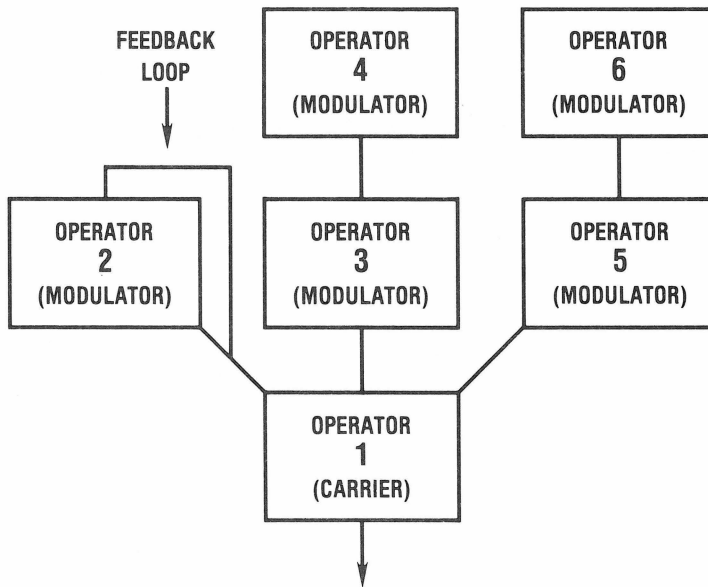 FEEDBACK
LOOP
OPERATOR
4
(MODULATOR)
OPERATOR
6
(MODULATOR)
OPERATOR
2
(MODULATOR)
OPERATOR
3
(MODULATOR)
OPERATOR
5
(MODULATOR)
OPERATOR
1
(CARRIER)